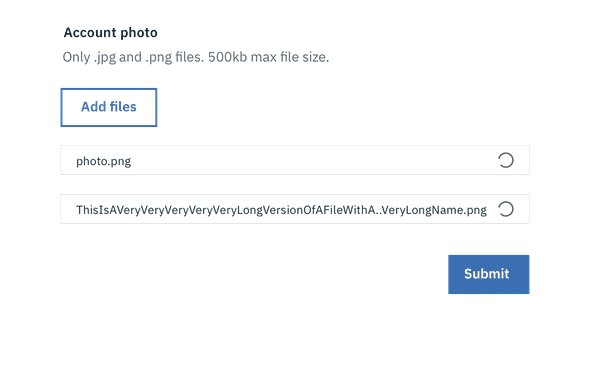 Account photo
Only .jpg and .png files. 500kb max file size.
Add files
photo.png
ThisIsAVeryVeryVeryVeryVeryLongVersionOfAFileWithA..VeryLongName.png
Submit